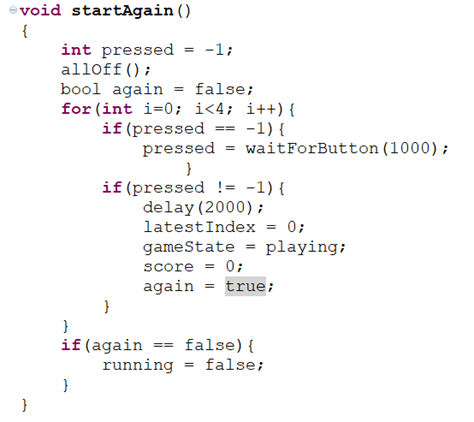 void startAgain()
{
    int pressed = -1;
    allOff();
    bool again = false;
    for(int i=0; i<4; i++){
        if(pressed == -1){
            pressed = waitForButton(1000);
                }
        if(pressed != -1){
            delay(2000);
            latestIndex = 0;
            gameState = playing;
            score = 0;
            again = true;
        }
    }
    if(again == false){
        running = false;
    }
}